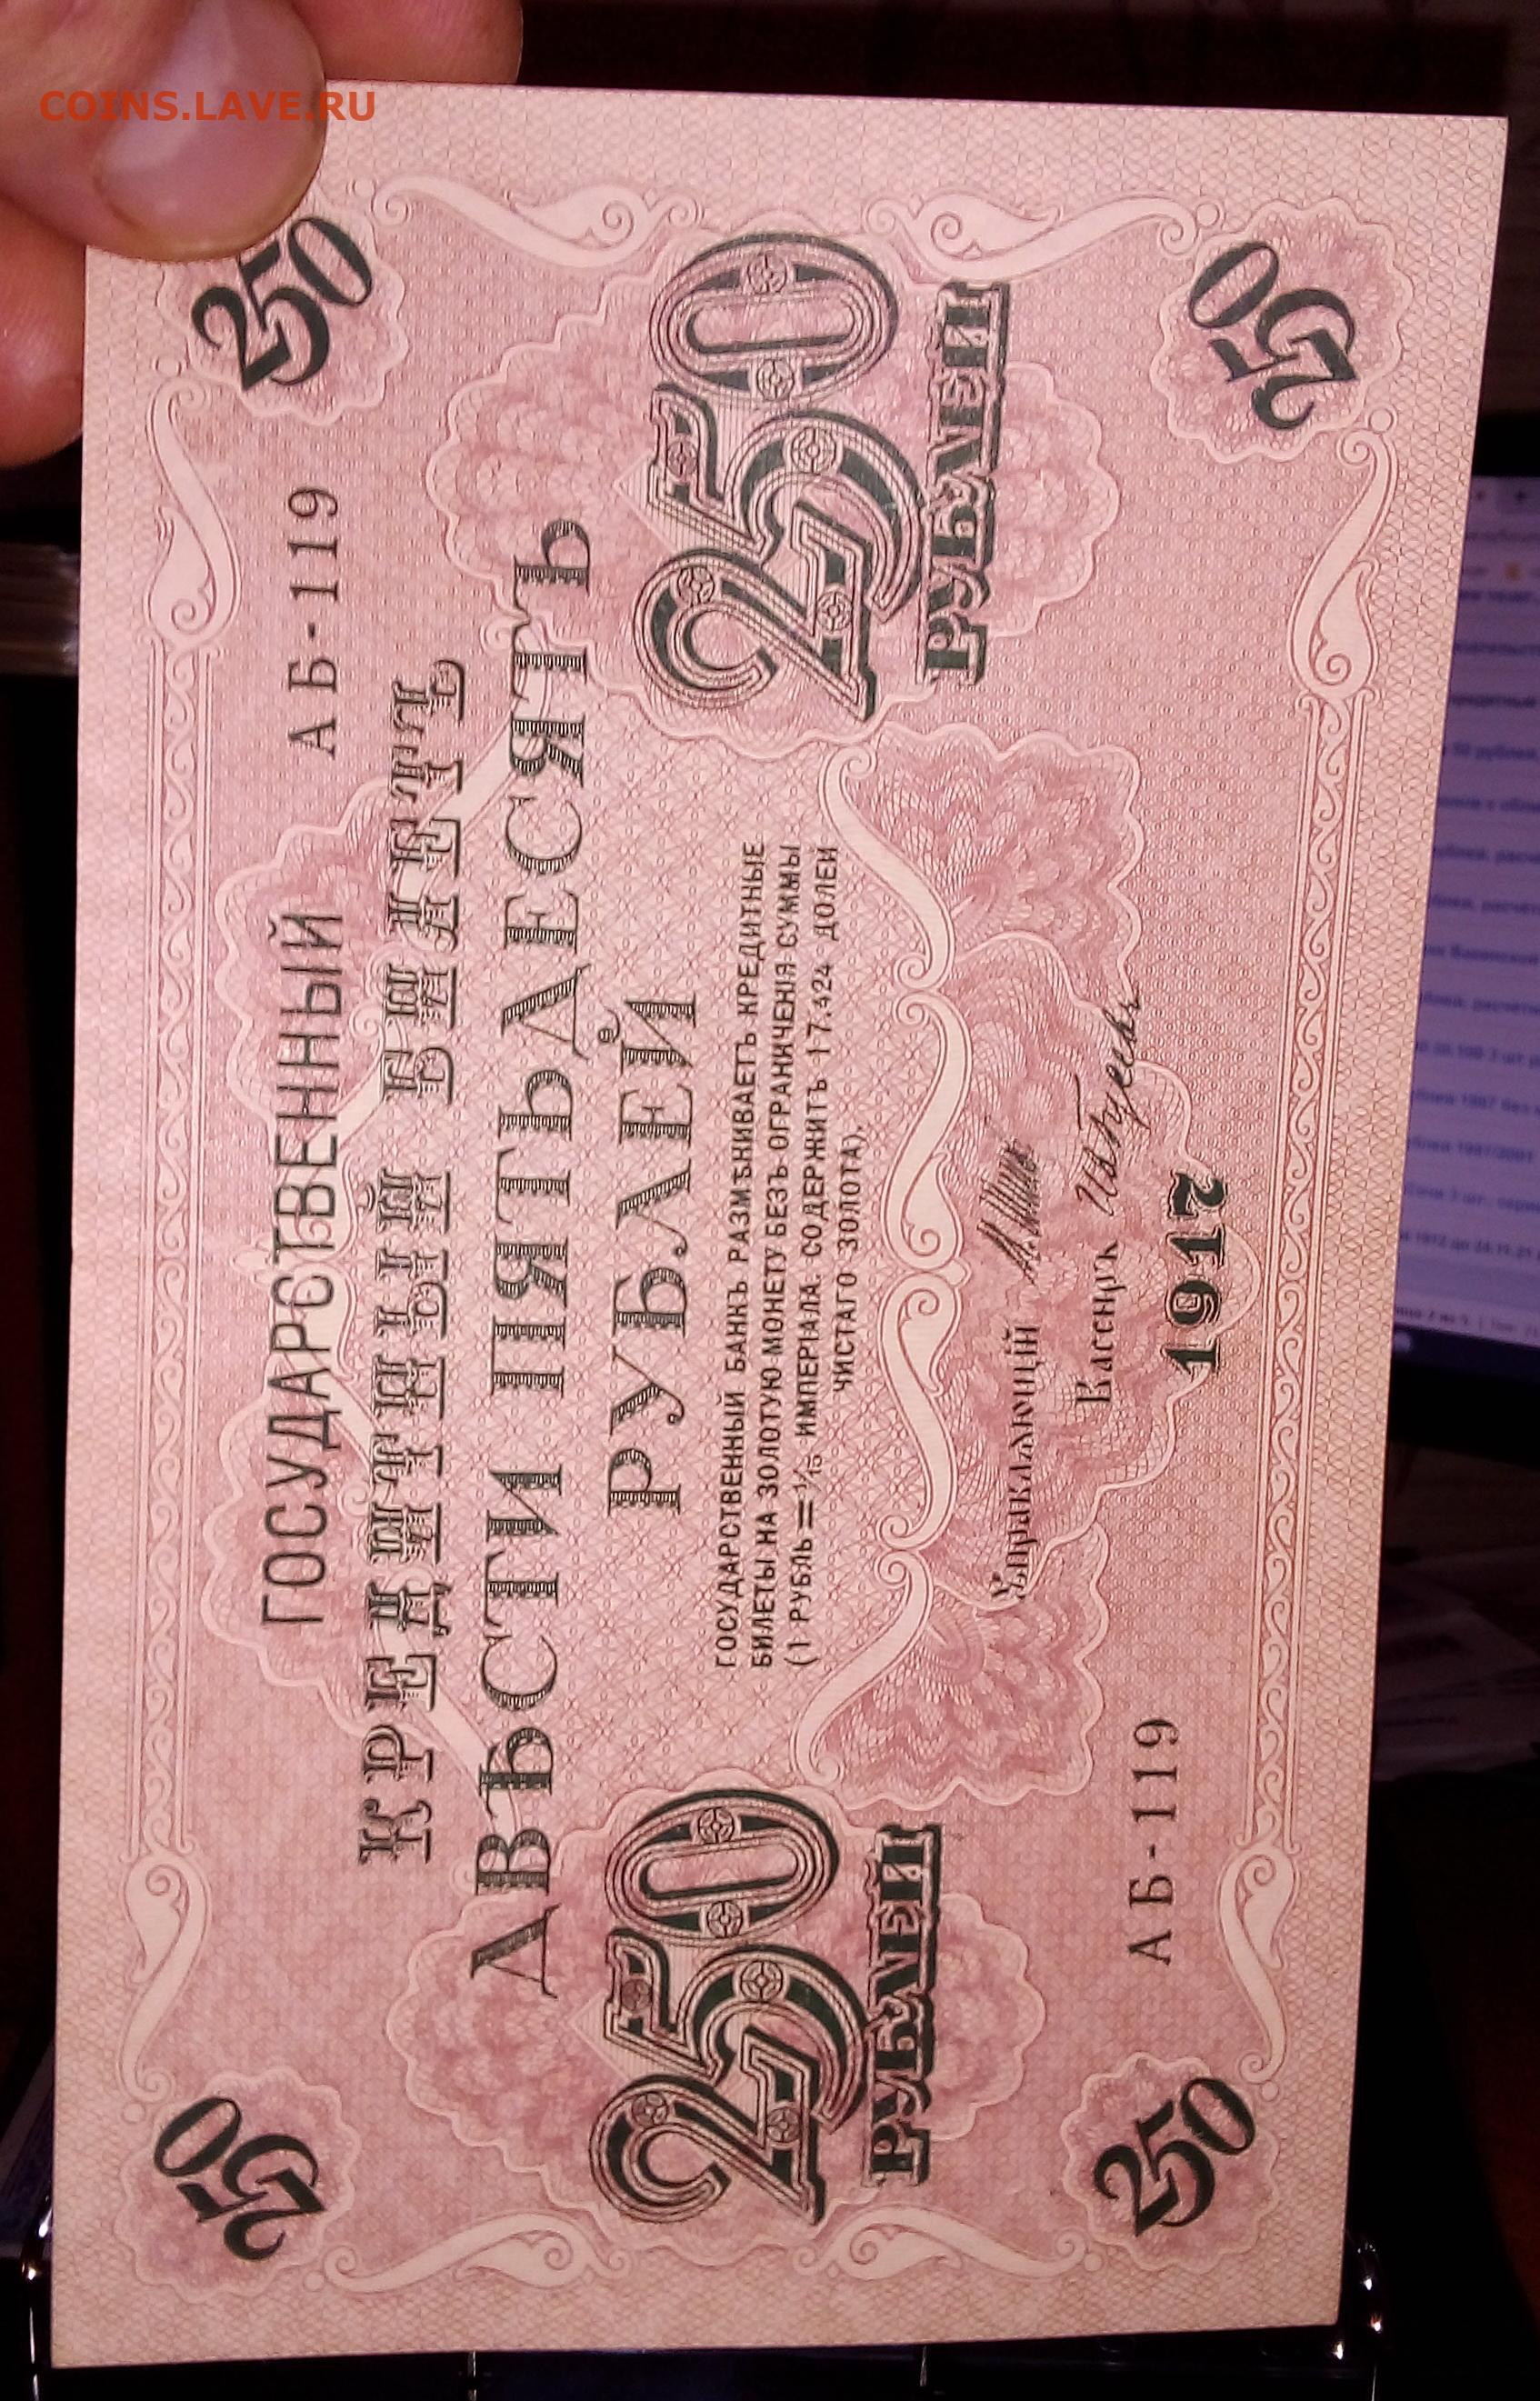 COINS.LAVE.RU
250
250
АБ-119
ГОСУДАРСТВЕННЫЙ
КРЕДИТНЫЙ БИЛЕТЪ
ДВѢСТИ ПЯТЬДЕСЯТЪ
РУБЛЕЙ
250
РУБЛЕЙ
250
РУБЛЕЙ
ГОСУДАРСТВЕННЫЙ БАНКЪ РАЗМѢНИВАЕТЪ КРЕДИТНЫЕ
БИЛЕТЫ НА ЗОЛОТУЮ МОНЕТУ БЕЗЪ ОГРАНИЧЕНІЯ СУММЫ
(1 РУБЛЬ = 1/15 ИМПЕРІАЛА. СОДЕРЖИТЪ 17.424 ДОЛЕЙ
ЧИСТАГО ЗОЛОТА).
Управляющій
Кассиръ
АБ-119
1917
250
250